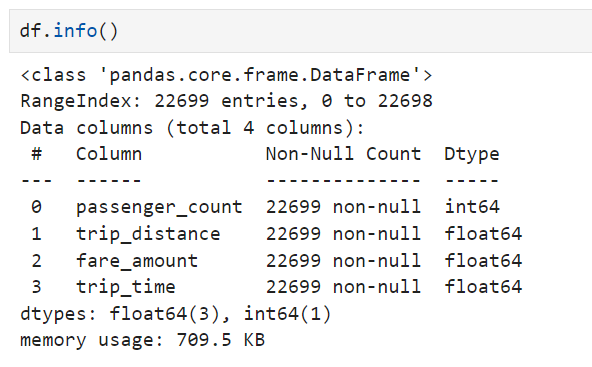 df.info()
<class 'pandas.core.frame.DataFrame'>
RangeIndex: 22699 entries, 0 to 22698
Data columns (total 4 columns):
 #   Column           Non-Null Count  Dtype
---  ------           --------------  -----
 0   passenger_count  22699 non-null  int64
 1   trip_distance    22699 non-null  float64
 2   fare_amount      22699 non-null  float64
 3   trip_time        22699 non-null  float64
dtypes: float64(3), int64(1)
memory usage: 709.5 KB